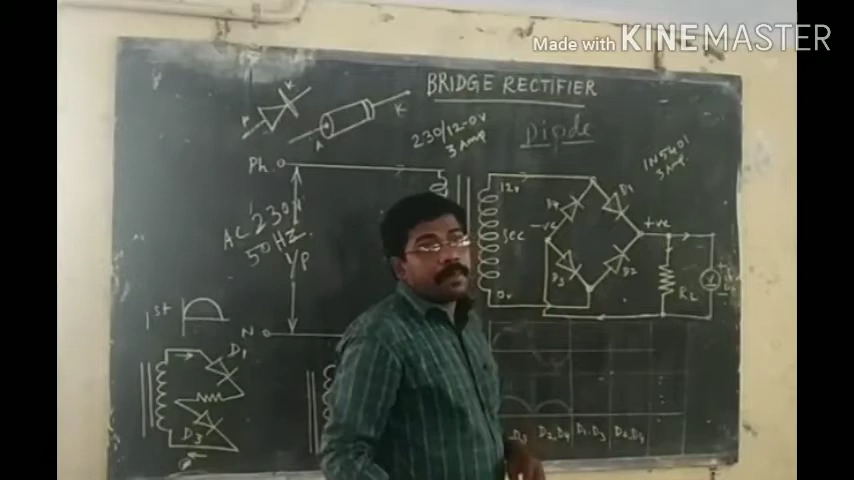 Made with KINEMASTER
BRIDGE RECTIFIER
Diode
P K
A K
230/12-0V
3 Amp
1N5401
3 Amp.
Ph.
AC 230V
50 Hz
I/P
N
12V
Sec
0V
D4 D1
-ve +ve
D3 D2
RL
1st
D1
D3
D2, D4 D1, D3 D2, D4